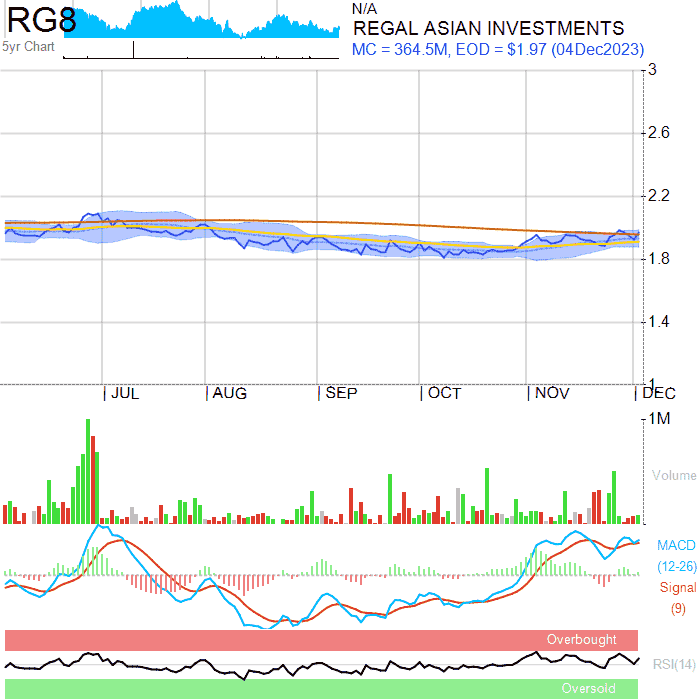 RG8
5yr Chart
N/A
REGAL ASIAN INVESTMENTS
MC = 364.5M, EOD = $1.97 (04Dec2023)
3
2.6
2.2
1.8
1.4
1
JUL
AUG
SEP
OCT
NOV
DEC
1M
Volume
MACD
(12-26)
Signal
(9)
Overbought
RSI(14)
Oversold